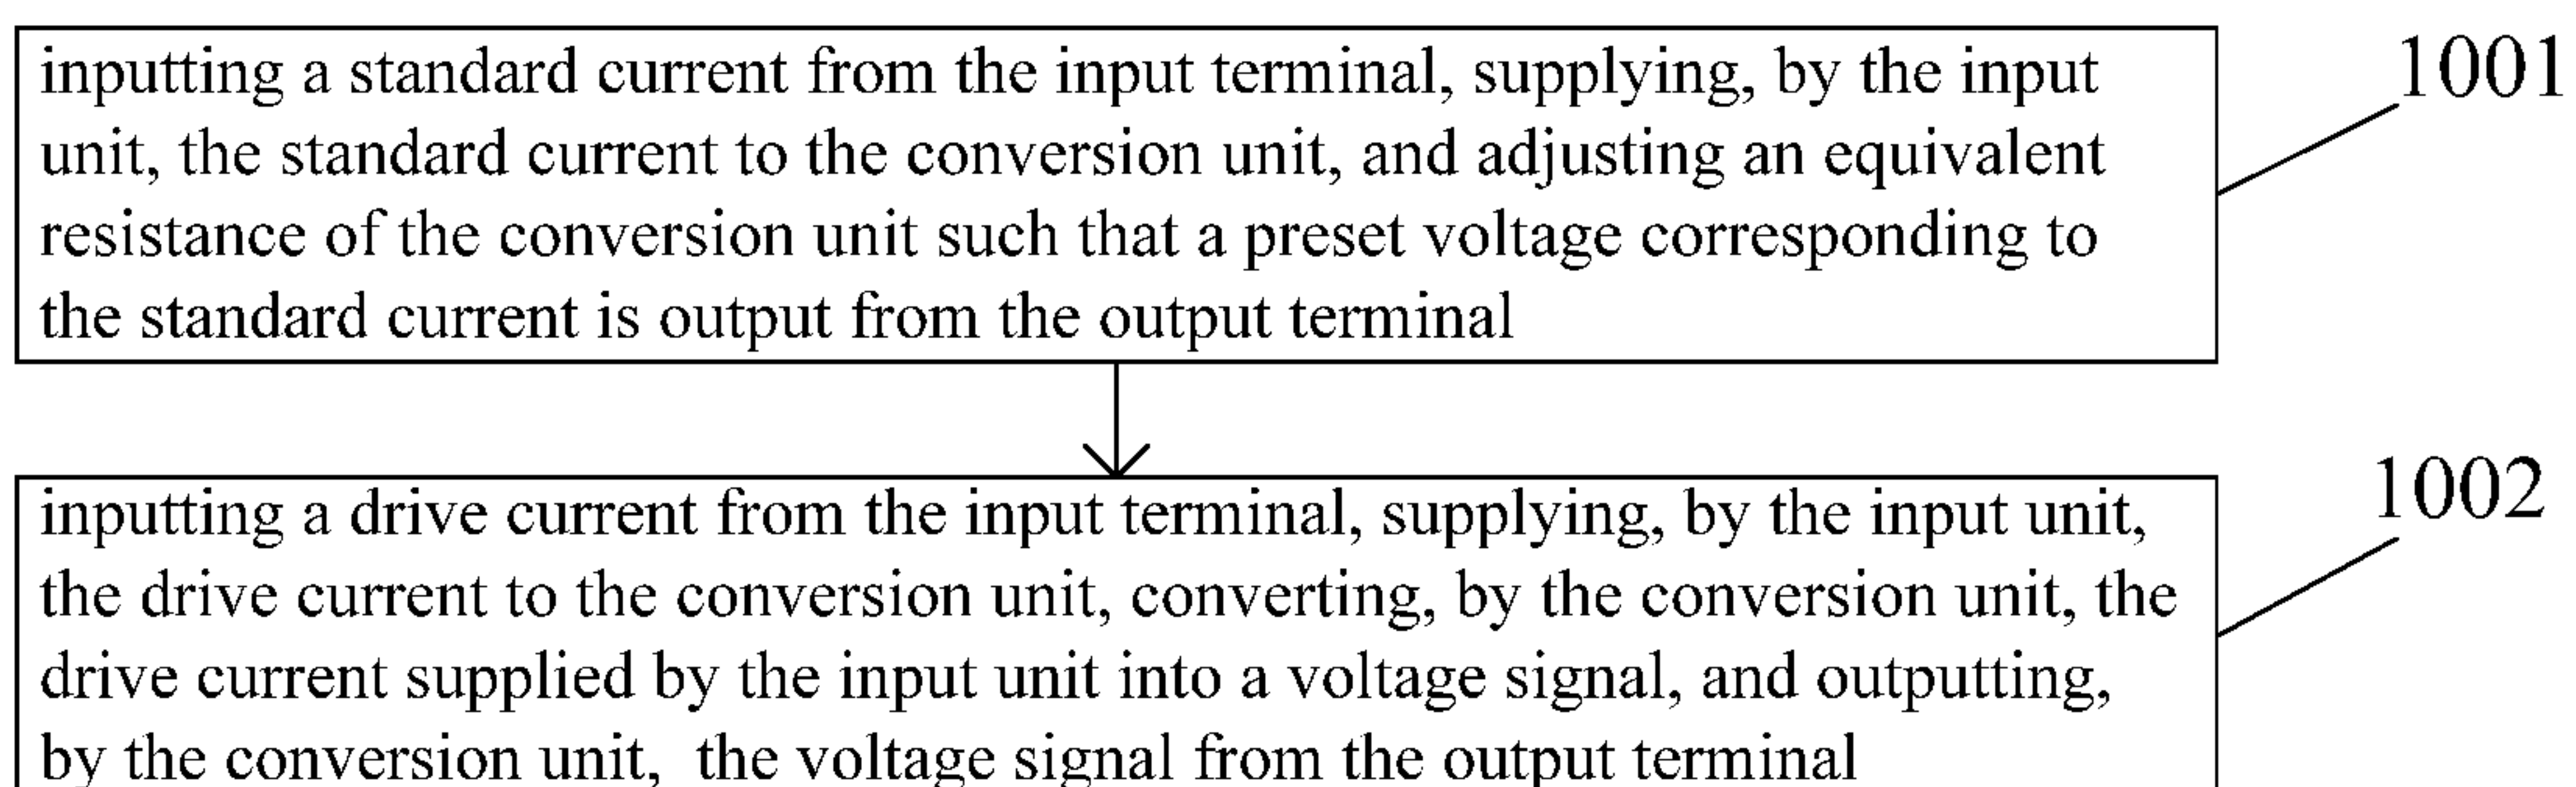 inputting a standard current from the input terminal, supplying, by the input
unit, the standard current to the conversion unit, and adjusting an equivalent
resistance of the conversion unit such that a preset voltage corresponding to
the standard current is output from the output terminal
1001
inputting a drive current from the input terminal, supplying, by the input unit,
the drive current to the conversion unit, converting, by the conversion unit, the
drive current supplied by the input unit into a voltage signal, and outputting,
by the conversion unit, the voltage signal from the output terminal
1002